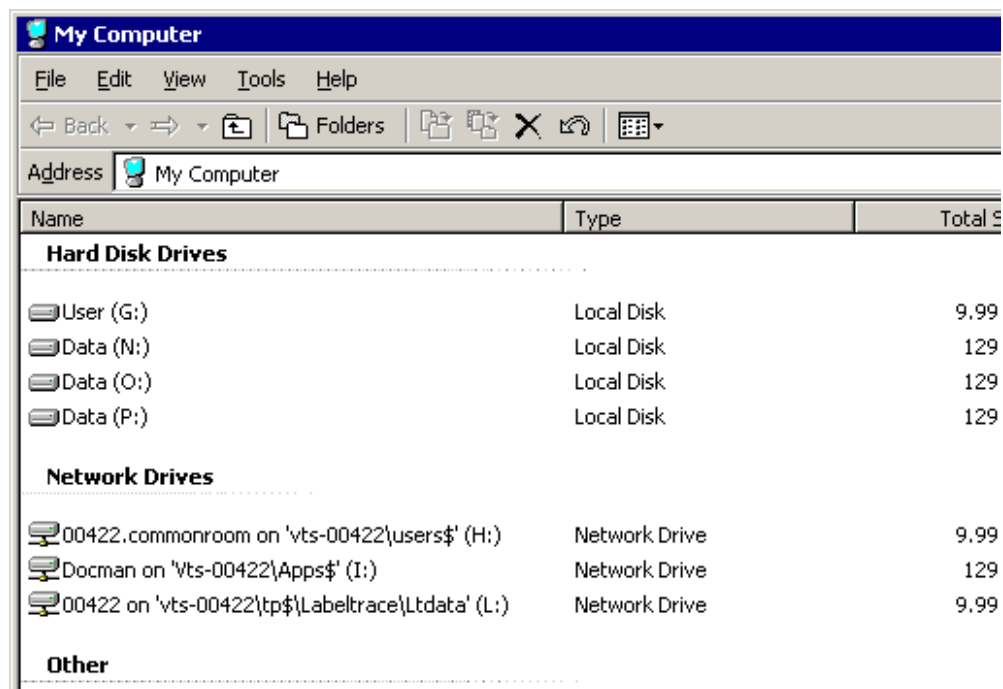 My Computer
File Edit View Tools Help
Back Folders
Address My Computer
Name Type Total S
Hard Disk Drives
User (G:) Local Disk 9.99
Data (N:) Local Disk 129
Data (O:) Local Disk 129
Data (P:) Local Disk 129
Network Drives
00422.commonroom on 'vts-00422\users$' (H:) Network Drive 9.99
Docman on 'Vts-00422\Apps$' (I:) Network Drive 129
00422 on 'vts-00422\tp$\Labeltrace\Ltdata' (L:) Network Drive 9.99
Other